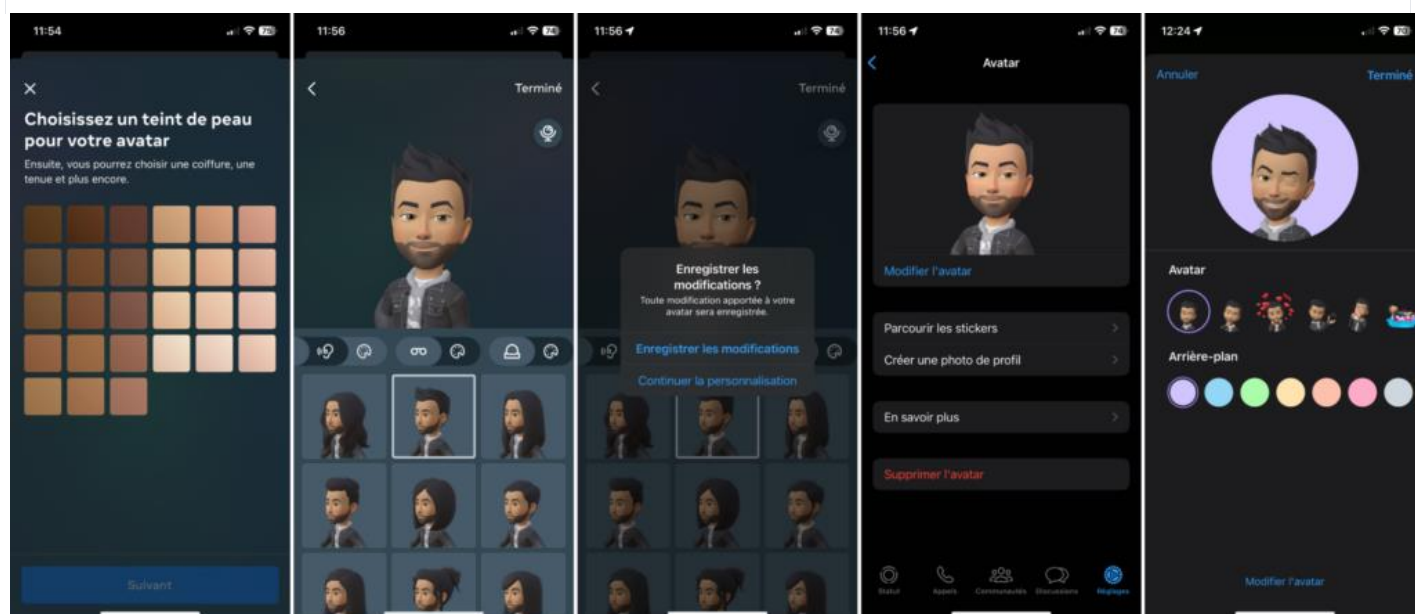 11:54
76
Choisissez un teint de peau
pour votre avatar
Ensuite, vous pourrez choisir une coiffure, une
tenue et plus encore.
Suivant
11:56
74
Terminé
11:56
74
Terminé
Enregistrer les
modifications ?
Toute modification apportée à votre
avatar sera enregistrée.
Enregistrer les modifications
Continuer la personnalisation
11:56
74
Avatar
Modifier l'avatar
Parcourir les stickers
Créer une photo de profil
En savoir plus
Supprimer l'avatar
Statut
Appels
Communautés
Discussions
Réglages
12:24
Annuler
Terminé
Avatar
Arrière-plan
Modifier l'avatar